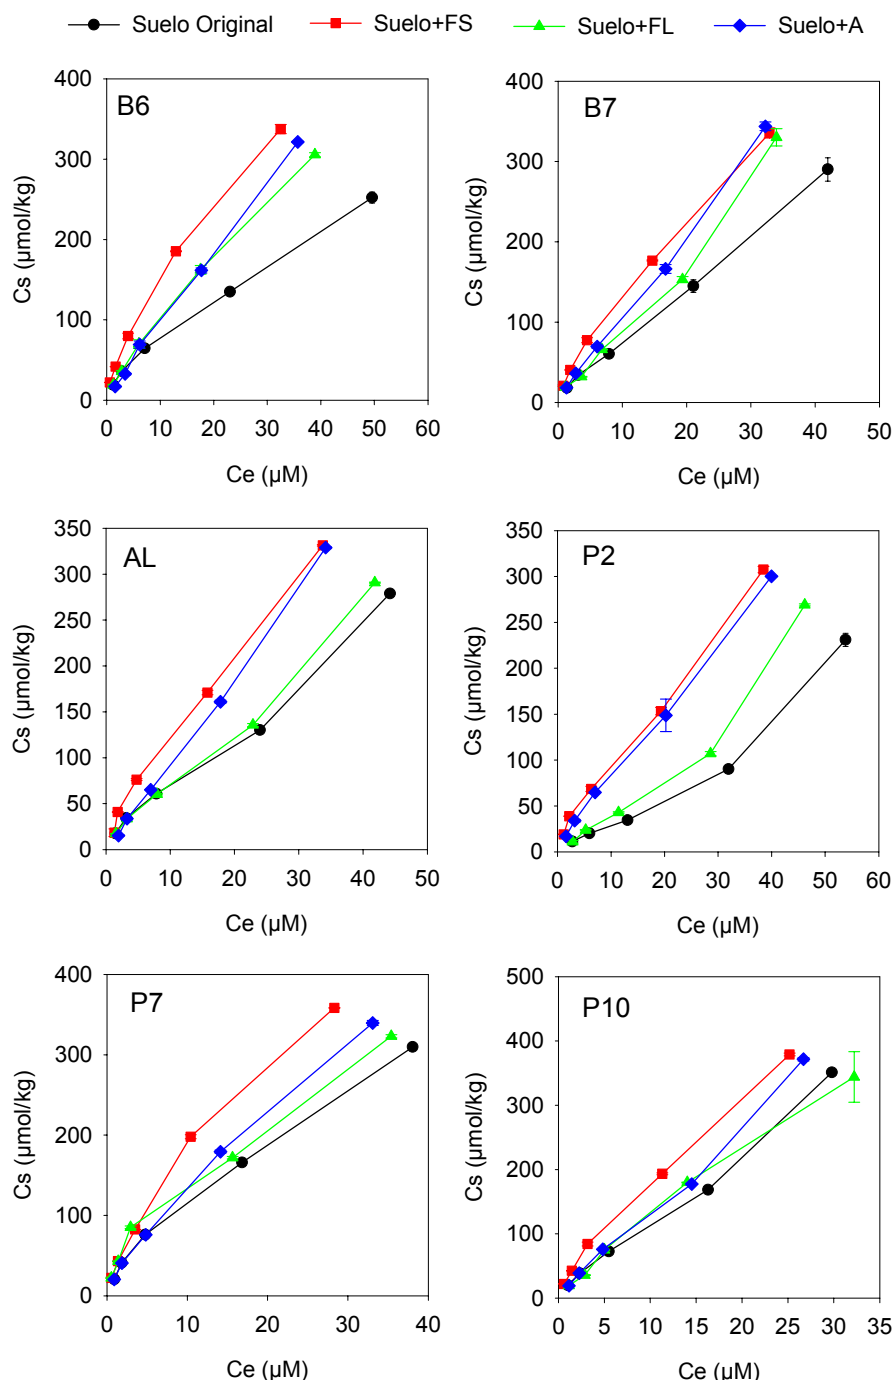 Suelo Original Suelo+FS Suelo+FL Suelo+A
B6
400
300
200
100
0
Cs (µmol/kg)
0 10 20 30 40 50 60
Ce (µM)
B7
400
300
200
100
0
Cs (µmol/kg)
0 10 20 30 40 50
Ce (µM)
AL
350
300
250
200
150
100
50
0
Cs (µmol/kg)
0 10 20 30 40 50
Ce (µM)
P2
350
300
250
200
150
100
50
0
Cs (µmol/kg)
0 10 20 30 40 50 60
Ce (µM)
P7
400
300
200
100
0
Cs (µmol/kg)
0 10 20 30 40
Ce (µM)
P10
500
400
300
200
100
0
Cs (µmol/kg)
0 5 10 15 20 25 30 35
Ce (µM)